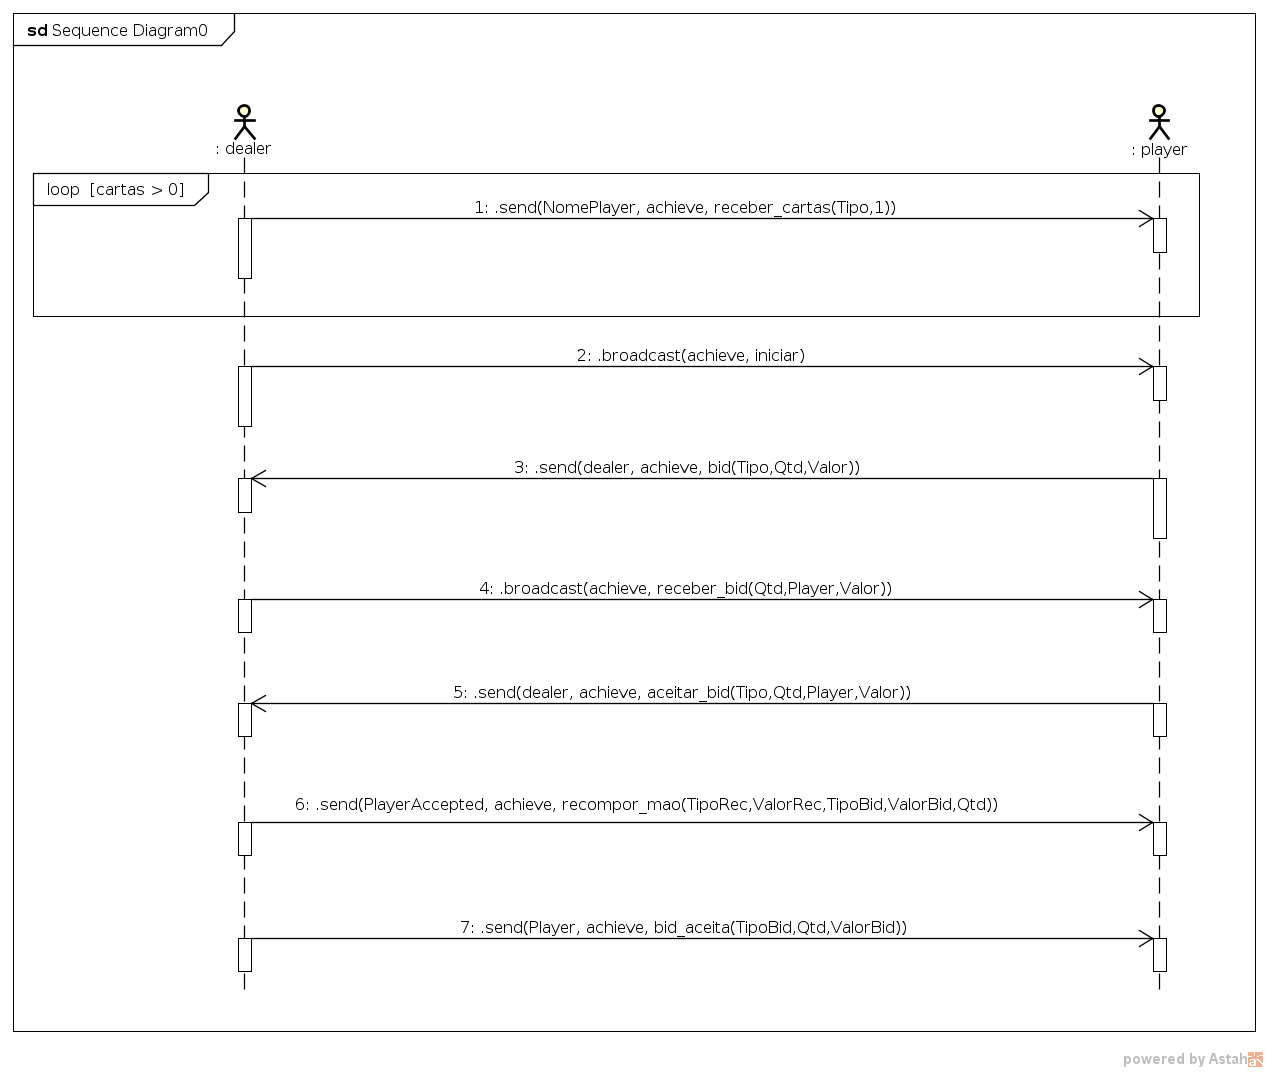 sd Sequence Diagram0
: dealer
: player
loop [cartas > 0]
1: .send(NomePlayer, achieve, receber_cartas(Tipo,1))
2: .broadcast(achieve, iniciar)
3: .send(dealer, achieve, bid(Tipo,Qtd,Valor))
4: .broadcast(achieve, receber_bid(Qtd,Player,Valor))
5: .send(dealer, achieve, aceitar_bid(Tipo,Qtd,Player,Valor))
6: .send(PlayerAccepted, achieve, recompor_mao(TipoRec,ValorRec,TipoBid,ValorBid,Qtd))
7: .send(Player, achieve, bid_aceita(TipoBid,Qtd,ValorBid))
powered by Astah